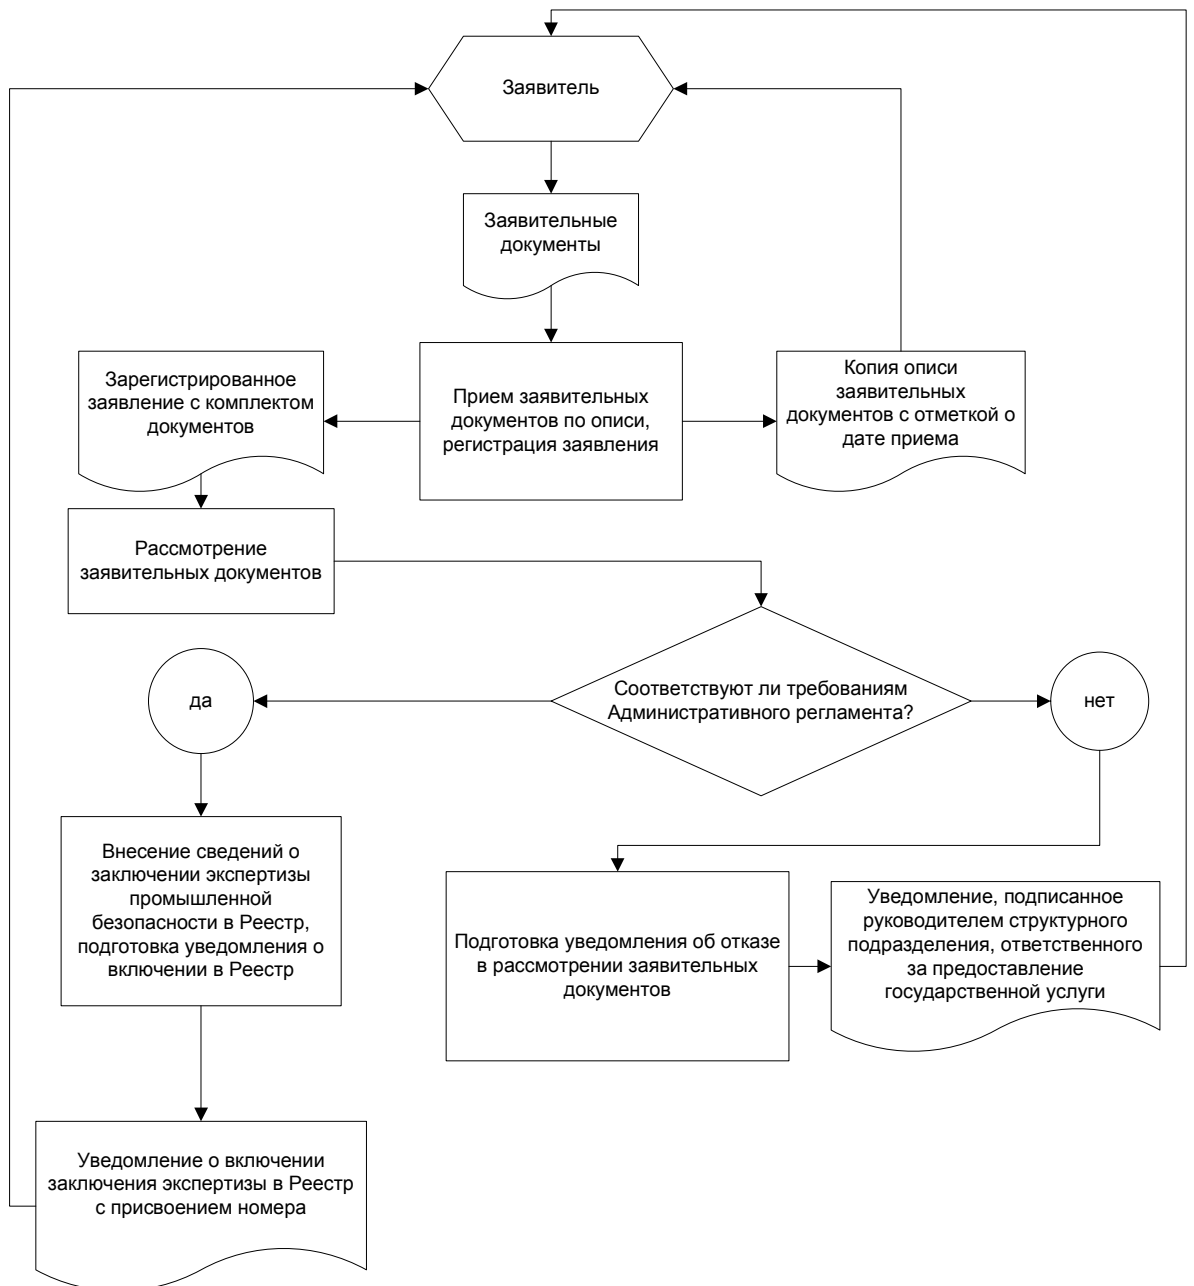 Заявитель
Заявительные
документы
Зарегистрированное
заявление с комплектом
документов
Прием заявительных
документов по описи,
регистрация заявления
Копия описи
заявительных
документов с отметкой о
дате приема
Рассмотрение
заявительных документов
Соответствуют ли требованиям
Административного регламента?
да
нет
Внесение сведений о
заключении экспертизы
промышленной
безопасности в Реестр,
подготовка уведомления о
включении в Реестр
Подготовка уведомления об отказе
в рассмотрении заявительных
документов
Уведомление, подписанное
руководителем структурного
подразделения, ответственного
за предоставление
государственной услуги
Уведомление о включении
заключения экспертизы в Реестр
с присвоением номера